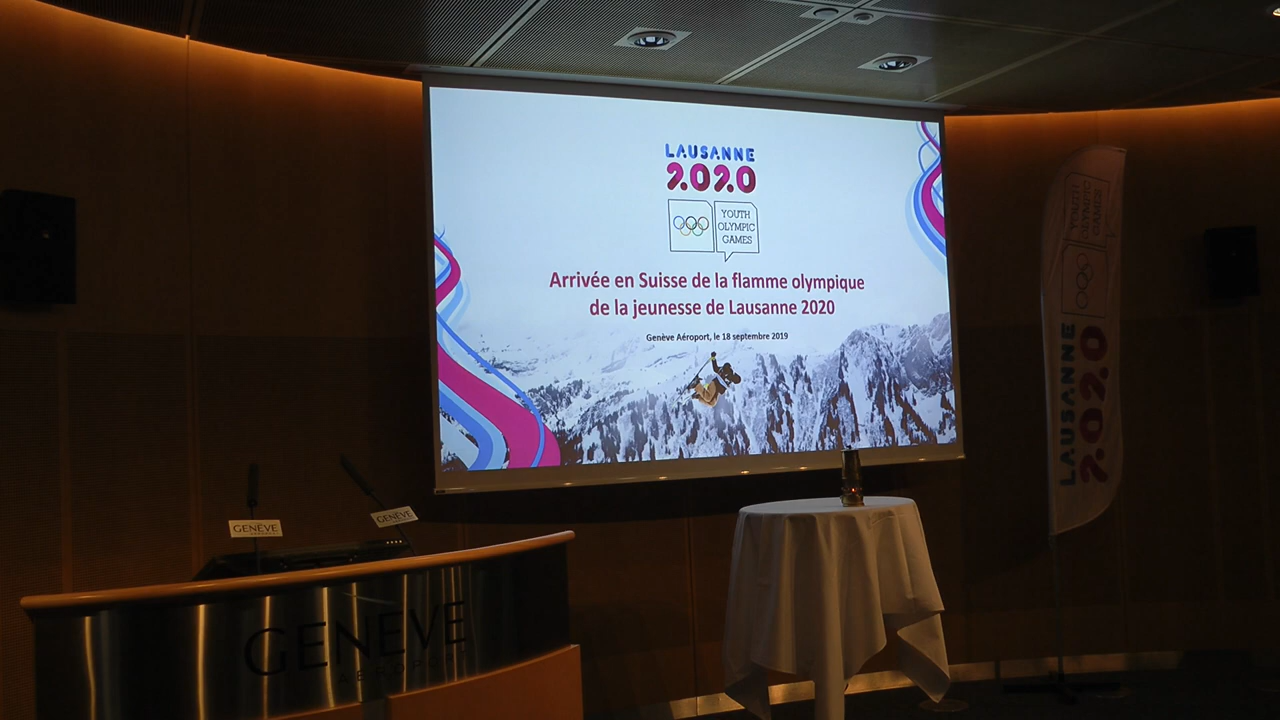 LAUSANNE
2020
YOUTH
OLYMPIC
GAMES
Arrivée en Suisse de la flamme olympique
de la jeunesse de Lausanne 2020
Genève Aéroport, le 18 septembre 2019
YOUTH
OLYMPIC
GAMES
LAUSANNE
2020
GENÈVE
GENÈVE
GENÈVE
AÉROPORT